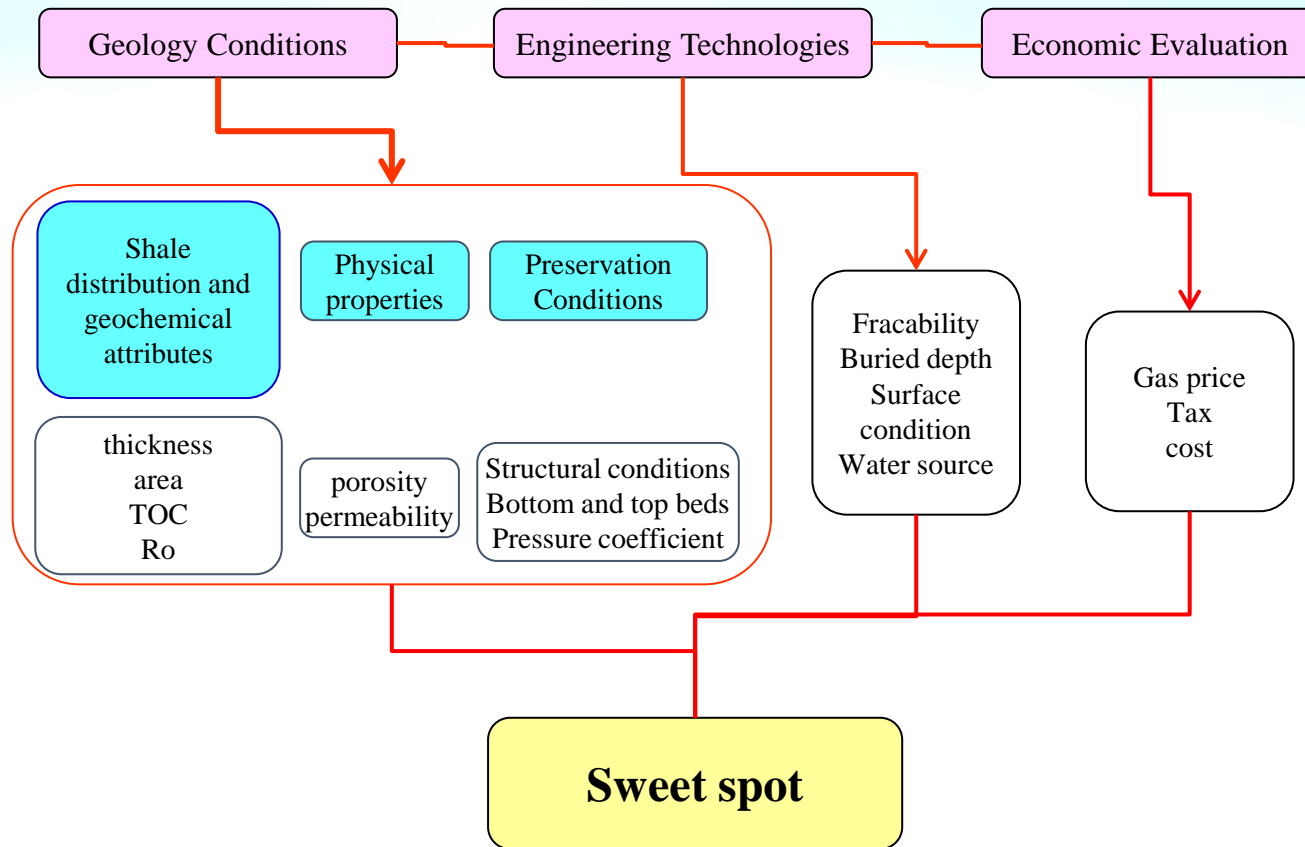 Geology Conditions
Engineering Technologies
Economic Evaluation
Shale
distribution and
geochemical
attributes
Physical
properties
Preservation
Conditions
Fracability
Buried depth
Surface
condition
Water source
Gas price
Tax
cost
thickness
area
TOC
Ro
porosity
permeability
Structural conditions
Bottom and top beds
Pressure coefficient
Sweet spot